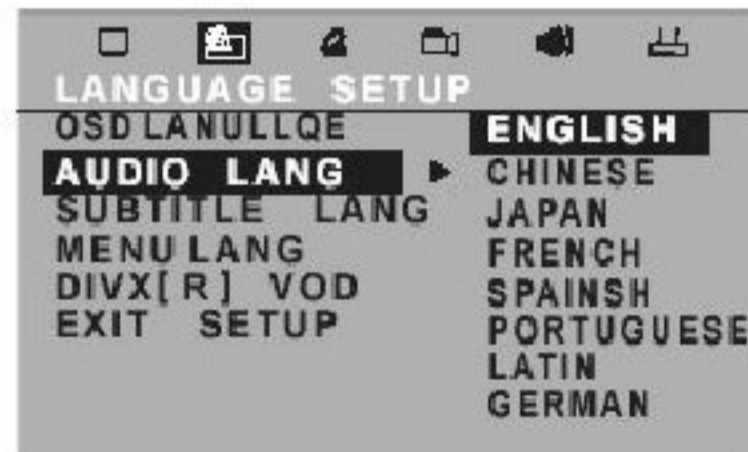 LANGUAGE SETUP
OSD LANULLQE
AUDIO LANG
SUBTITLE LANG
MENU LANG
DIVX[R] VOD
EXIT SETUP
ENGLISH
CHINESE
JAPAN
FRENCH
SPAINSH
PORTUGUESE
LATIN
GERMAN